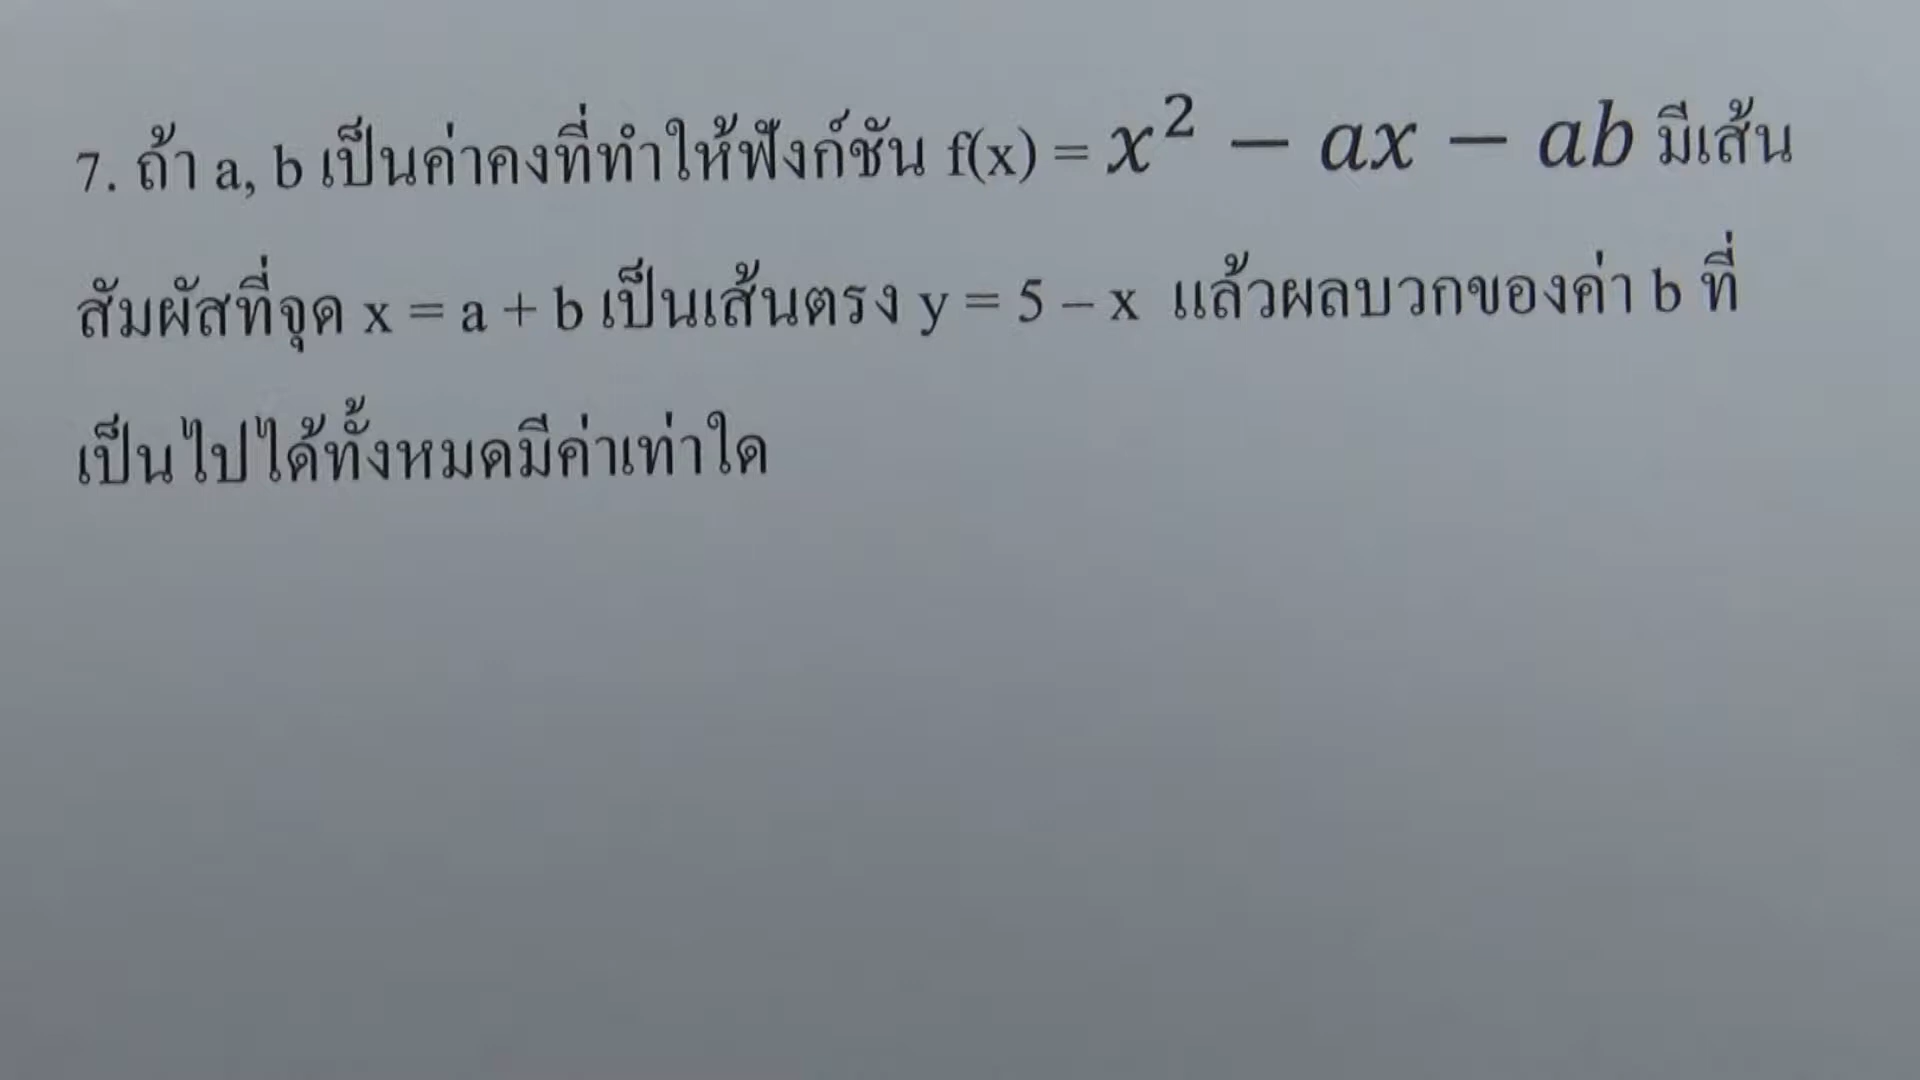 7. ถ้า a, b เป็นค่าคงที่ทำให้ฟังก์ชัน f(x) = x² − ax − ab มีเส้น
สัมผัสที่จุด x = a + b เป็นเส้นตรง y = 5 – x แล้วผลบวกของค่า b ที่
เป็นไปได้ทั้งหมดมีค่าเท่าใด